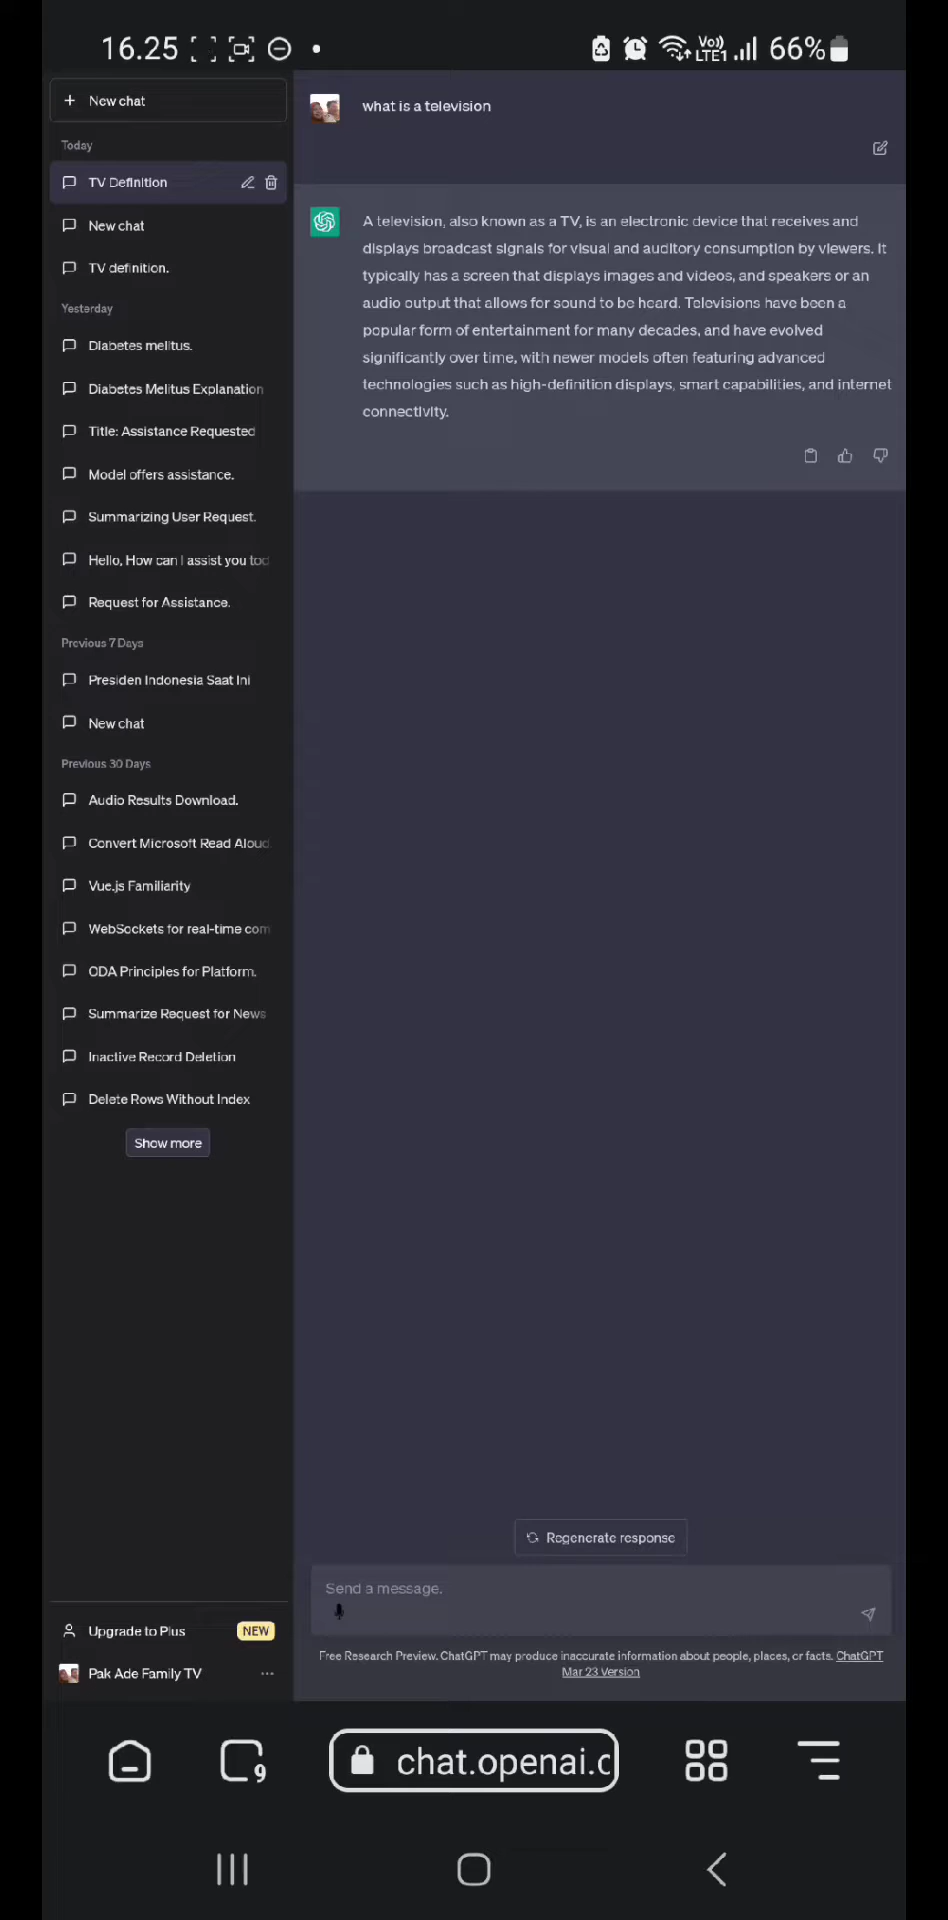 16.25
Vo))
LTE1
66%
New chat
Today
TV Definition
New chat
TV definition.
Yesterday
Diabetes melitus.
Diabetes Melitus Explanation
Title: Assistance Requested
Model offers assistance.
Summarizing User Request.
Hello, How can I assist you tod
Request for Assistance.
Previous 7 Days
Presiden Indonesia Saat Ini
New chat
Previous 30 Days
Audio Results Download.
Convert Microsoft Read Aloud
Vue.js Familiarity
WebSockets for real-time com
ODA Principles for Platform.
Summarize Request for News
Inactive Record Deletion
Delete Rows Without Index
Show more
Upgrade to Plus NEW
Pak Ade Family TV
what is a television
A television, also known as a TV, is an electronic device that receives and
displays broadcast signals for visual and auditory consumption by viewers. It
typically has a screen that displays images and videos, and speakers or an
audio output that allows for sound to be heard. Televisions have been a
popular form of entertainment for many decades, and have evolved
significantly over time, with newer models often featuring advanced
technologies such as high-definition displays, smart capabilities, and internet
connectivity.
Regenerate response
Send a message.
Free Research Preview. ChatGPT may produce inaccurate information about people, places, or facts. ChatGPT
Mar 23 Version
9
chat.openai.c